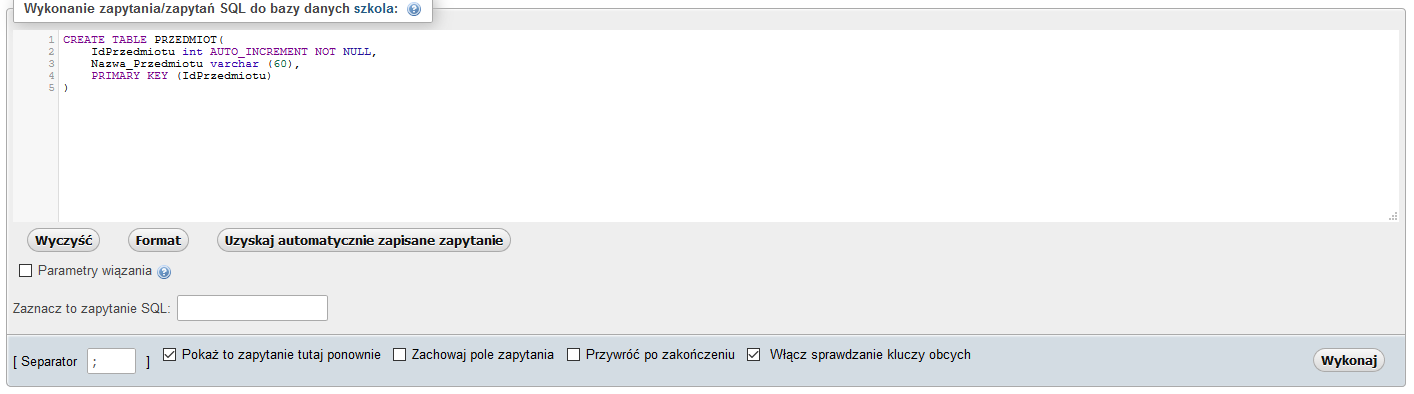 Wykonanie zapytania/zapytań SQL do bazy danych szkola:
1 CREATE TABLE PRZEDMIOT(
2 IdPrzedmiotu int AUTO_INCREMENT NOT NULL,
3 Nazwa_Przedmiotu varchar (60),
4 PRIMARY KEY (IdPrzedmiotu)
5 )
Wyczyść Format Uzyskaj automatycznie zapisane zapytanie
Parametry wiązania
Zaznacz to zapytanie SQL:
[ Separator ; ] Pokaż to zapytanie tutaj ponownie Zachowaj pole zapytania Przywróć po zakończeniu Włącz sprawdzanie kluczy obcych Wykonaj